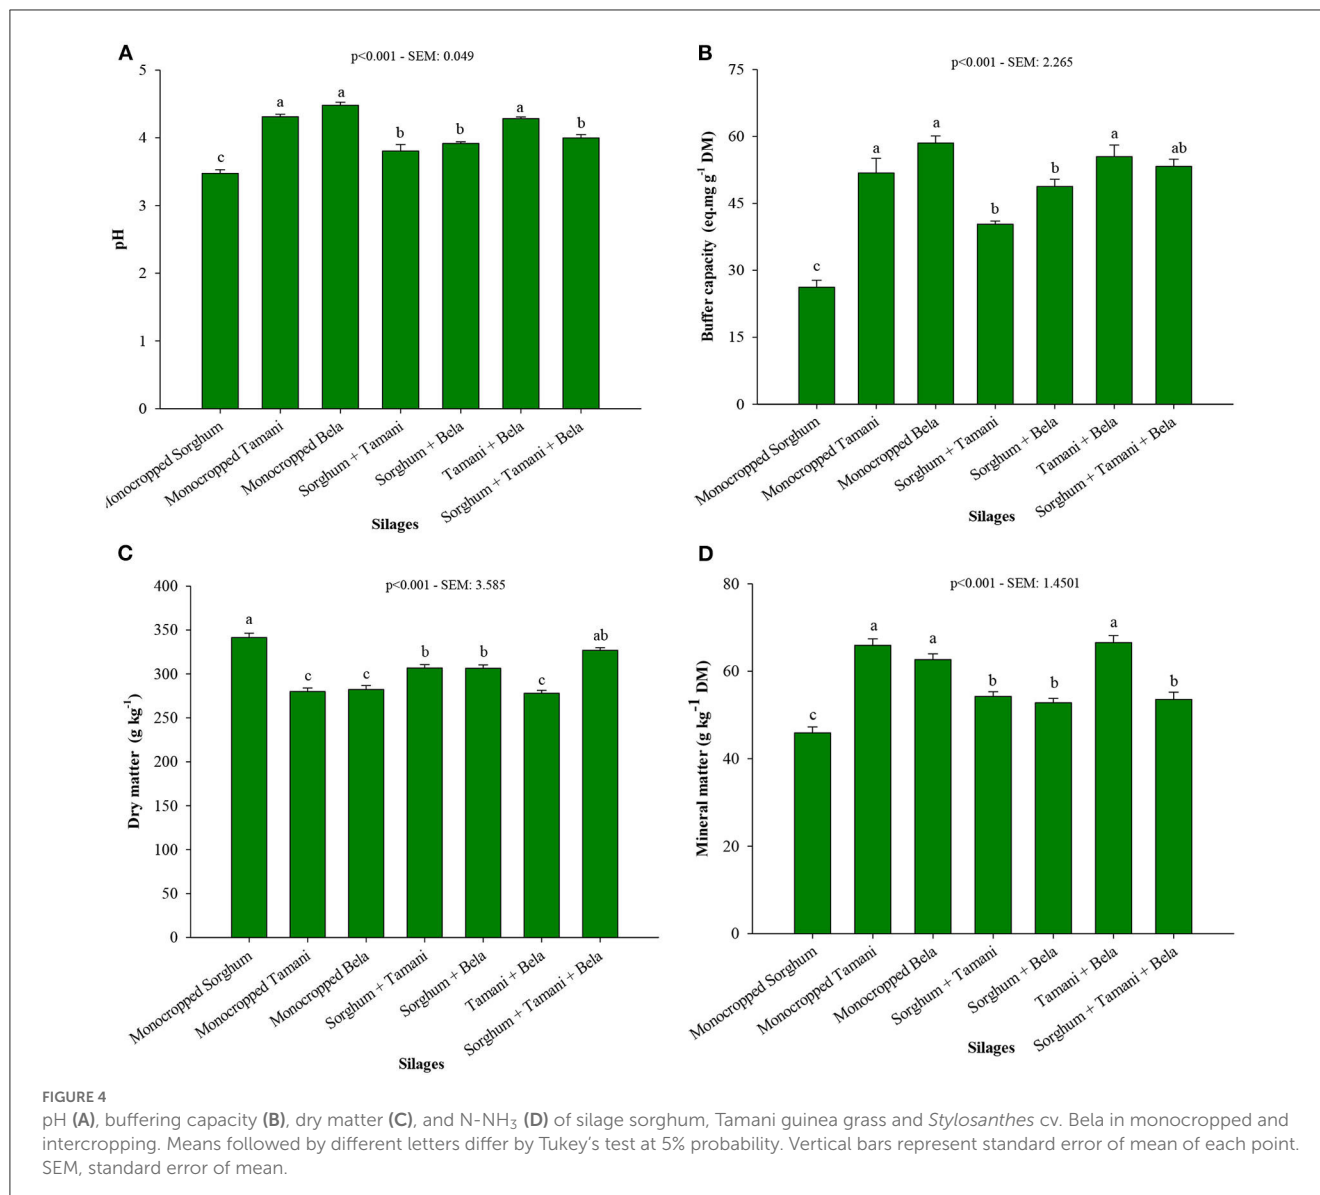 A
p<0.001 - SEM: 0.049
5
4
3
2
1
0
pH
c
a
a
b
b
a
b
Monocropped Sorghum
Monocropped Tamani
Monocropped Bela
Sorghum + Tamani
Sorghum + Bela
Tamani + Bela
Sorghum + Tamani + Bela
Silages
B
p<0.001 - SEM: 2.265
75
60
45
30
15
0
Buffer capacity (eq.mg g⁻¹ DM)
c
a
a
b
b
a
ab
Monocropped Sorghum
Monocropped Tamani
Monocropped Bela
Sorghum + Tamani
Sorghum + Bela
Tamani + Bela
Sorghum + Tamani + Bela
Silages
C
p<0.001 - SEM: 3.585
400
350
300
250
200
150
100
50
0
Dry matter (g kg⁻¹)
a
c
c
b
b
c
ab
Monocropped Sorghum
Monocropped Tamani
Monocropped Bela
Sorghum + Tamani
Sorghum + Bela
Tamani + Bela
Sorghum + Tamani + Bela
Silages
D
p<0.001 - SEM: 1.4501
80
60
40
20
0
Mineral matter (g kg⁻¹ DM)
c
a
a
b
b
a
b
Monocropped Sorghum
Monocropped Tamani
Monocropped Bela
Sorghum + Tamani
Sorghum + Bela
Tamani + Bela
Sorghum + Tamani + Bela
Silages
FIGURE 4
pH (A), buffering capacity (B), dry matter (C), and N-NH₃ (D) of silage sorghum, Tamani guinea grass and Stylosanthes cv. Bela in monocropped and
intercropping. Means followed by different letters differ by Tukey's test at 5% probability. Vertical bars represent standard error of mean of each point.
SEM, standard error of mean.